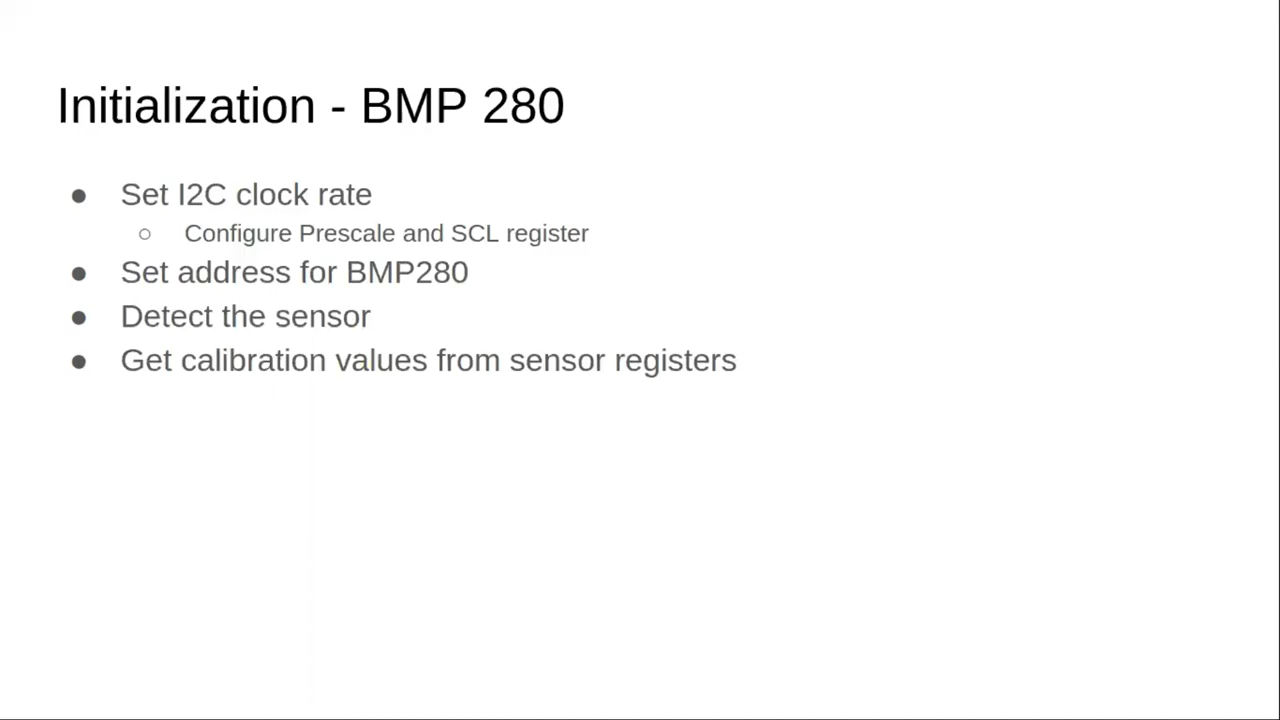 Initialization - BMP 280
● Set I2C clock rate
○ Configure Prescale and SCL register
● Set address for BMP280
● Detect the sensor
● Get calibration values from sensor registers